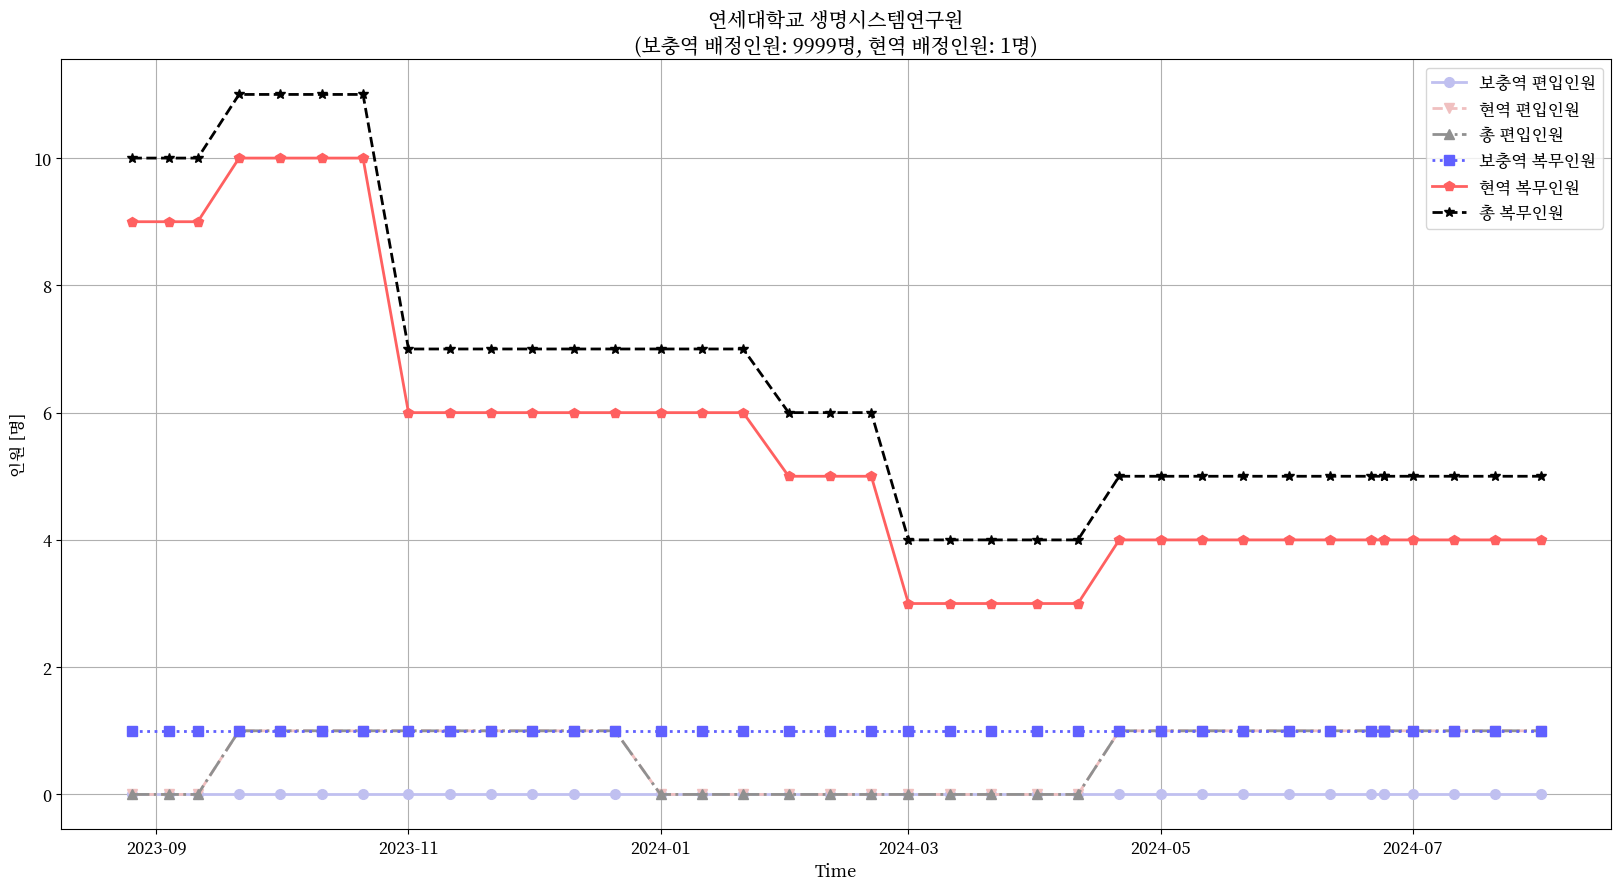 연세대학교 생명시스템연구원
(보충역 배정인원: 9999명, 현역 배정인원: 1명)
보충역 편입인원
현역 편입인원
총 편입인원
보충역 복무인원
현역 복무인원
총 복무인원
인원 [명]
10
8
6
4
2
0
2023-09
2023-11
2024-01
2024-03
2024-05
2024-07
Time